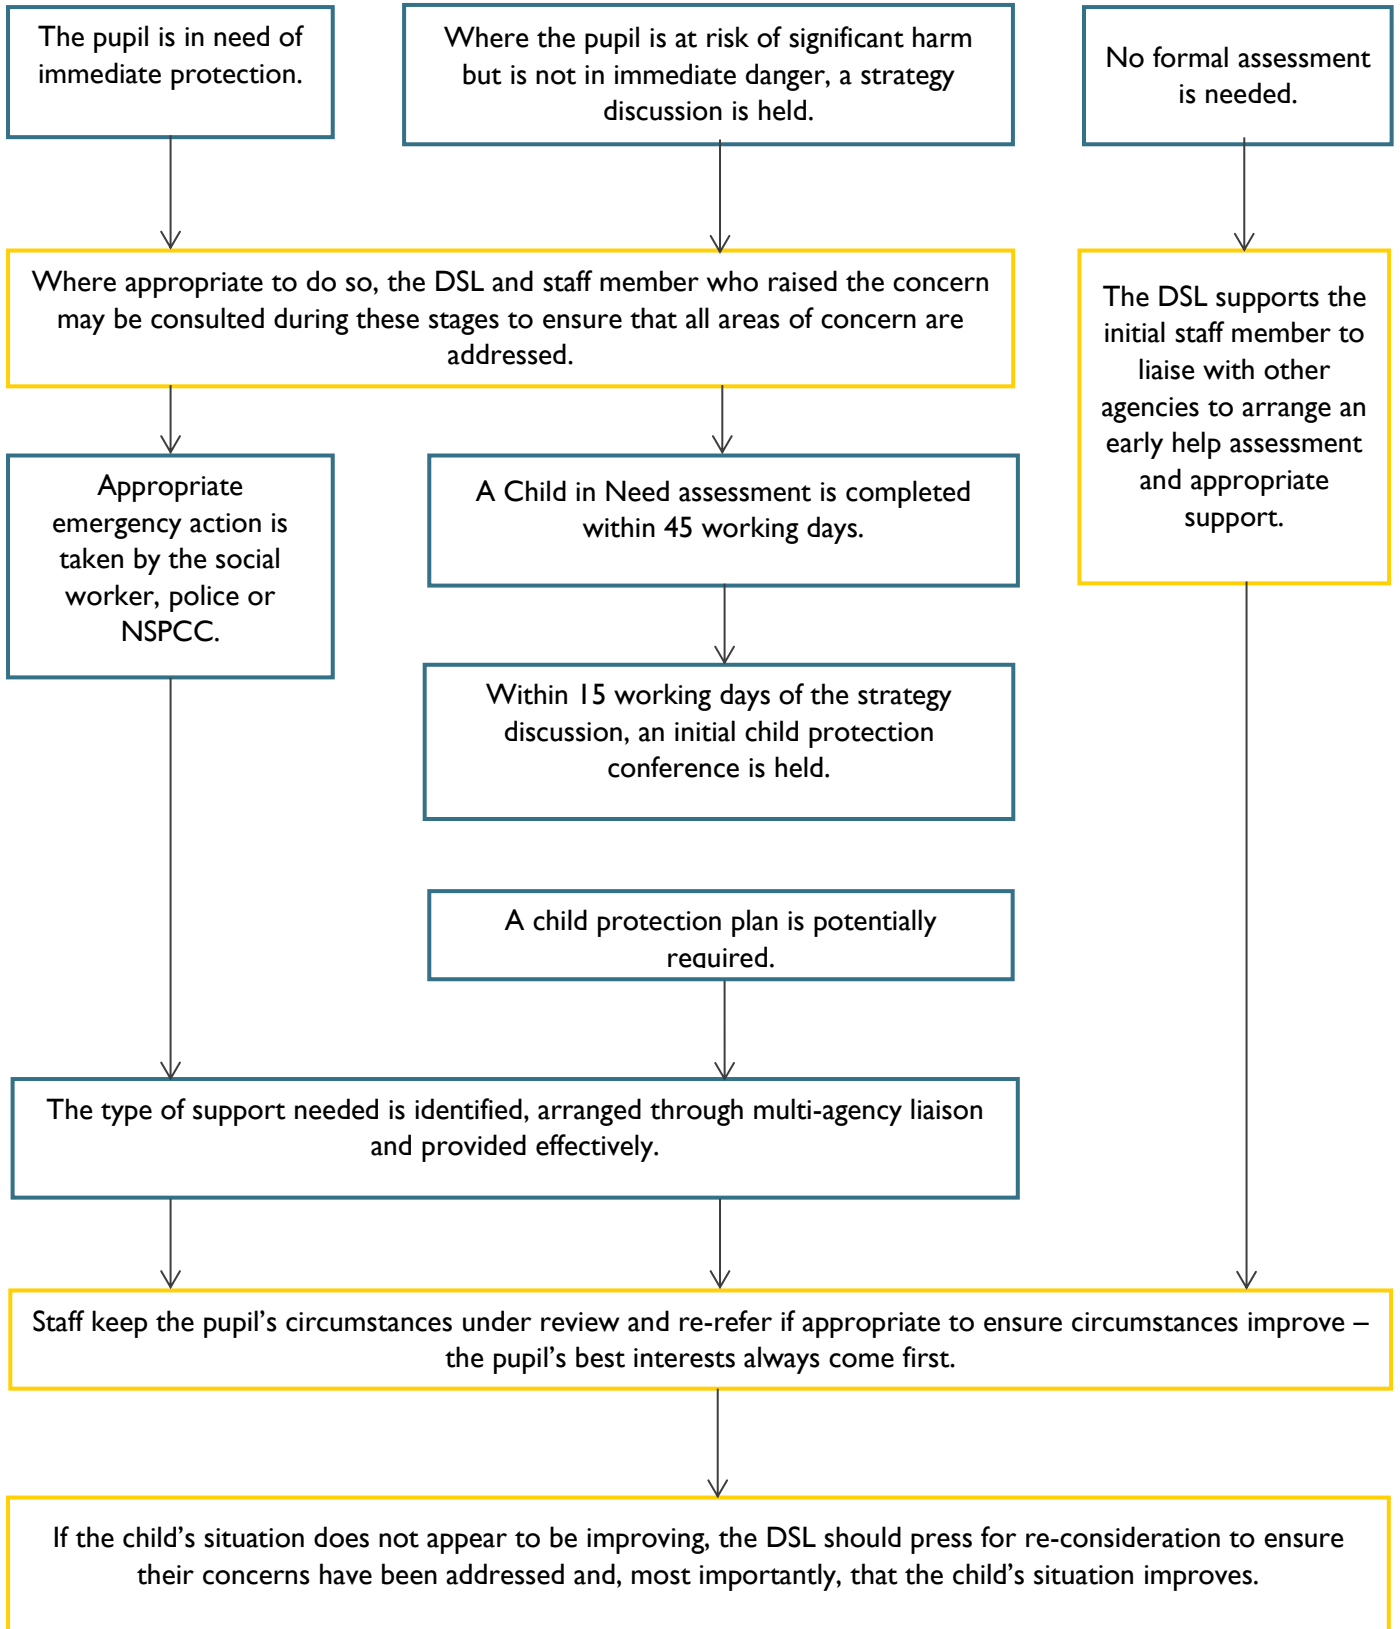 The pupil is in need of
immediate protection.
Where the pupil is at risk of significant harm
but is not in immediate danger, a strategy
discussion is held.
No formal assessment
is needed.
Where appropriate to do so, the DSL and staff member who raised the concern
may be consulted during these stages to ensure that all areas of concern are
addressed.
The DSL supports the
initial staff member to
liaise with other
agencies to arrange an
early help assessment
and appropriate
support.
Appropriate
emergency action is
taken by the social
worker, police or
NSPCC.
A Child in Need assessment is completed
within 45 working days.
Within 15 working days of the strategy
discussion, an initial child protection
conference is held.
A child protection plan is potentially
required.
The type of support needed is identified, arranged through multi-agency liaison
and provided effectively.
Staff keep the pupil’s circumstances under review and re-refer if appropriate to ensure circumstances improve –
the pupil’s best interests always come first.
If the child’s situation does not appear to be improving, the DSL should press for re-consideration to ensure
their concerns have been addressed and, most importantly, that the child’s situation improves.